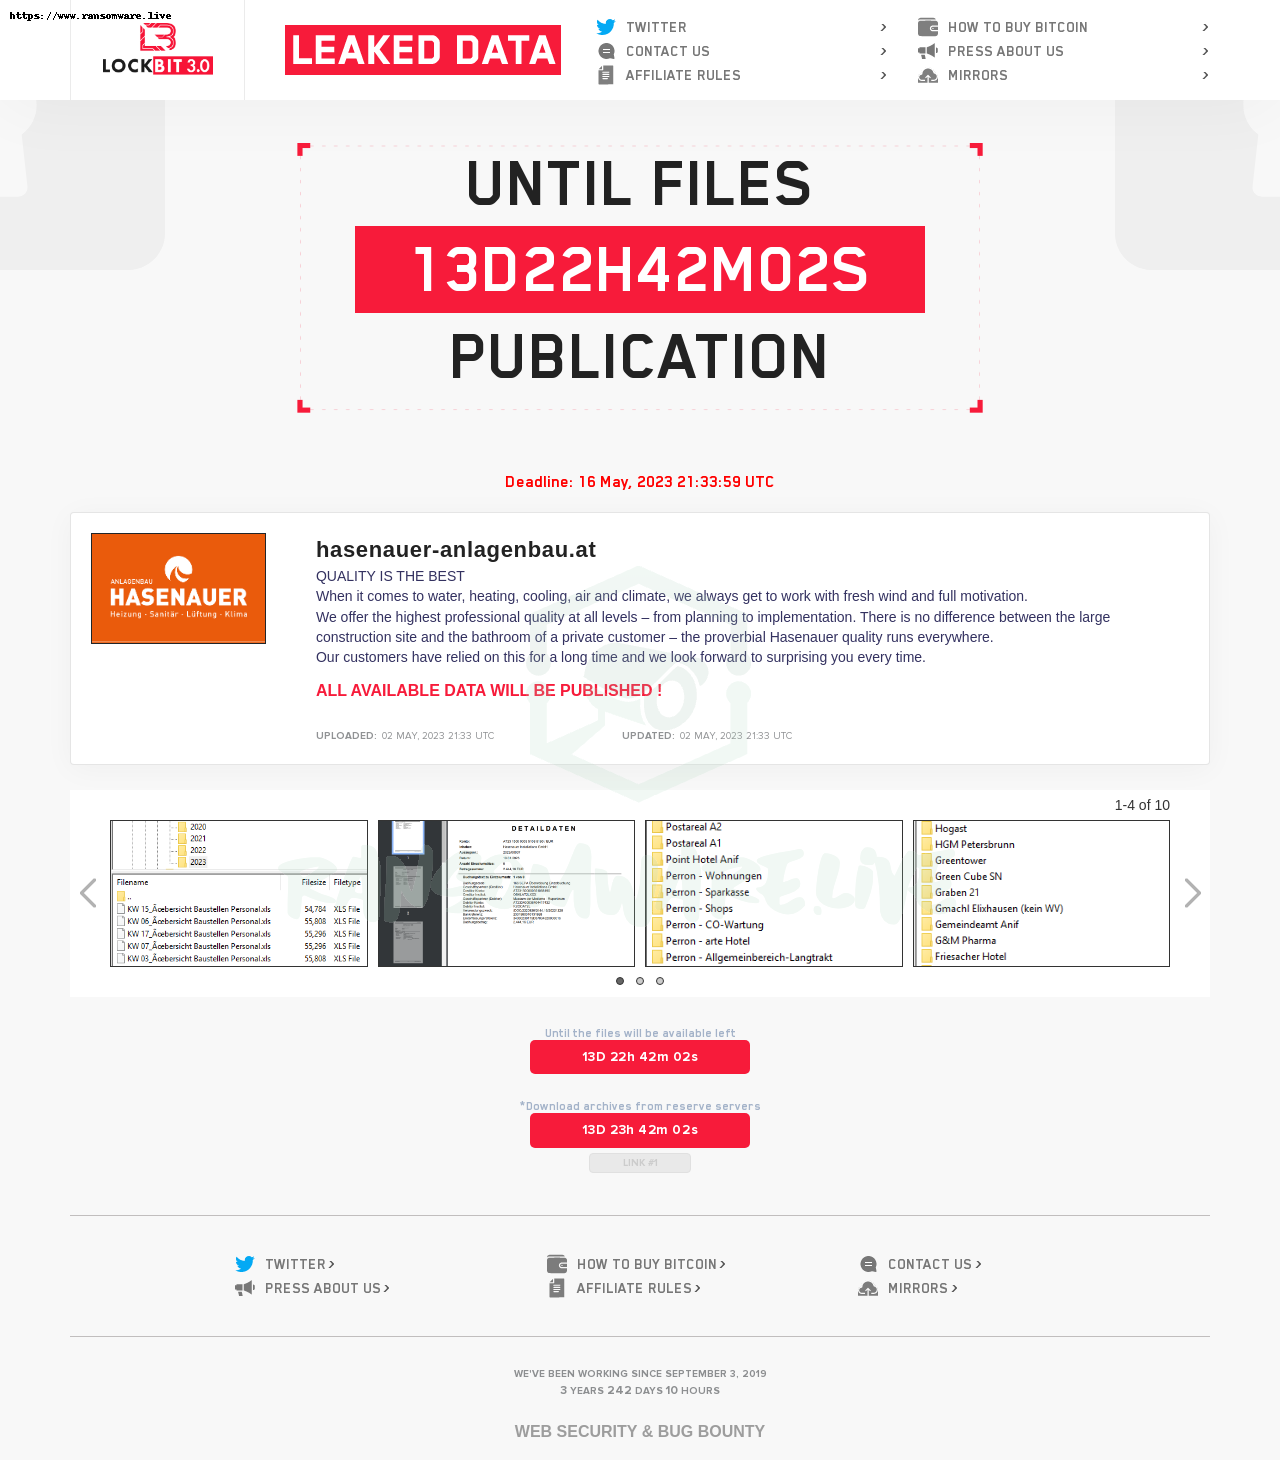 https://www.ransomware.live
LOCKBIT 3.0
LEAKED DATA
TWITTER
CONTACT US
AFFILIATE RULES
HOW TO BUY BITCOIN
PRESS ABOUT US
MIRRORS
UNTIL FILES
13D22H42M02S
PUBLICATION
Deadline: 16 May, 2023 21:33:59 UTC
ANLAGENBAU
HASENAUER
Heizung - Sanitär - Lüftung - Klima
hasenauer-anlagenbau.at
QUALITY IS THE BEST
When it comes to water, heating, cooling, air and climate, we always get to work with fresh wind and full motivation.
We offer the highest professional quality at all levels – from planning to implementation. There is no difference between the large
construction site and the bathroom of a private customer – the proverbial Hasenauer quality runs everywhere.
Our customers have relied on this for a long time and we look forward to surprising you every time.
ALL AVAILABLE DATA WILL BE PUBLISHED !
UPLOADED: 02 MAY, 2023 21:33 UTC
UPDATED: 02 MAY, 2023 21:33 UTC
1-4 of 10
2020
2021
2022
2023
Filename Filesize Filetype
..
KW 15_Ãœbersicht Baustellen Personal.xls 54,784 XLS File
KW 06_Ãœbersicht Baustellen Personal.xls 55,808 XLS File
KW 17_Ãœbersicht Baustellen Personal.xls 55,296 XLS File
KW 07_Ãœbersicht Baustellen Personal.xls 55,296 XLS File
KW 03_Ãœbersicht Baustellen Personal.xls 55,808 XLS File
DETAILDATEN
Postareal A2
Postareal A1
Point Hotel Anif
Perron - Wohnungen
Perron - Sparkasse
Perron - Shops
Perron - CO-Wartung
Perron - arte Hotel
Perron - Allgemeinbereich-Langtrakt
Hogast
HGM Petersbrunn
Greentower
Green Cube SN
Graben 21
Gmachl Elixhausen (kein WV)
Gemeindeamt Anif
G&M Pharma
Friesacher Hotel
RANSOMWARE.LIVE
Until the files will be available left
13D 22h 42m 02s
*Download archives from reserve servers
13D 23h 42m 02s
LINK #1
TWITTER
PRESS ABOUT US
HOW TO BUY BITCOIN
AFFILIATE RULES
CONTACT US
MIRRORS
WE'VE BEEN WORKING SINCE SEPTEMBER 3, 2019
3 YEARS 242 DAYS 10 HOURS
WEB SECURITY & BUG BOUNTY